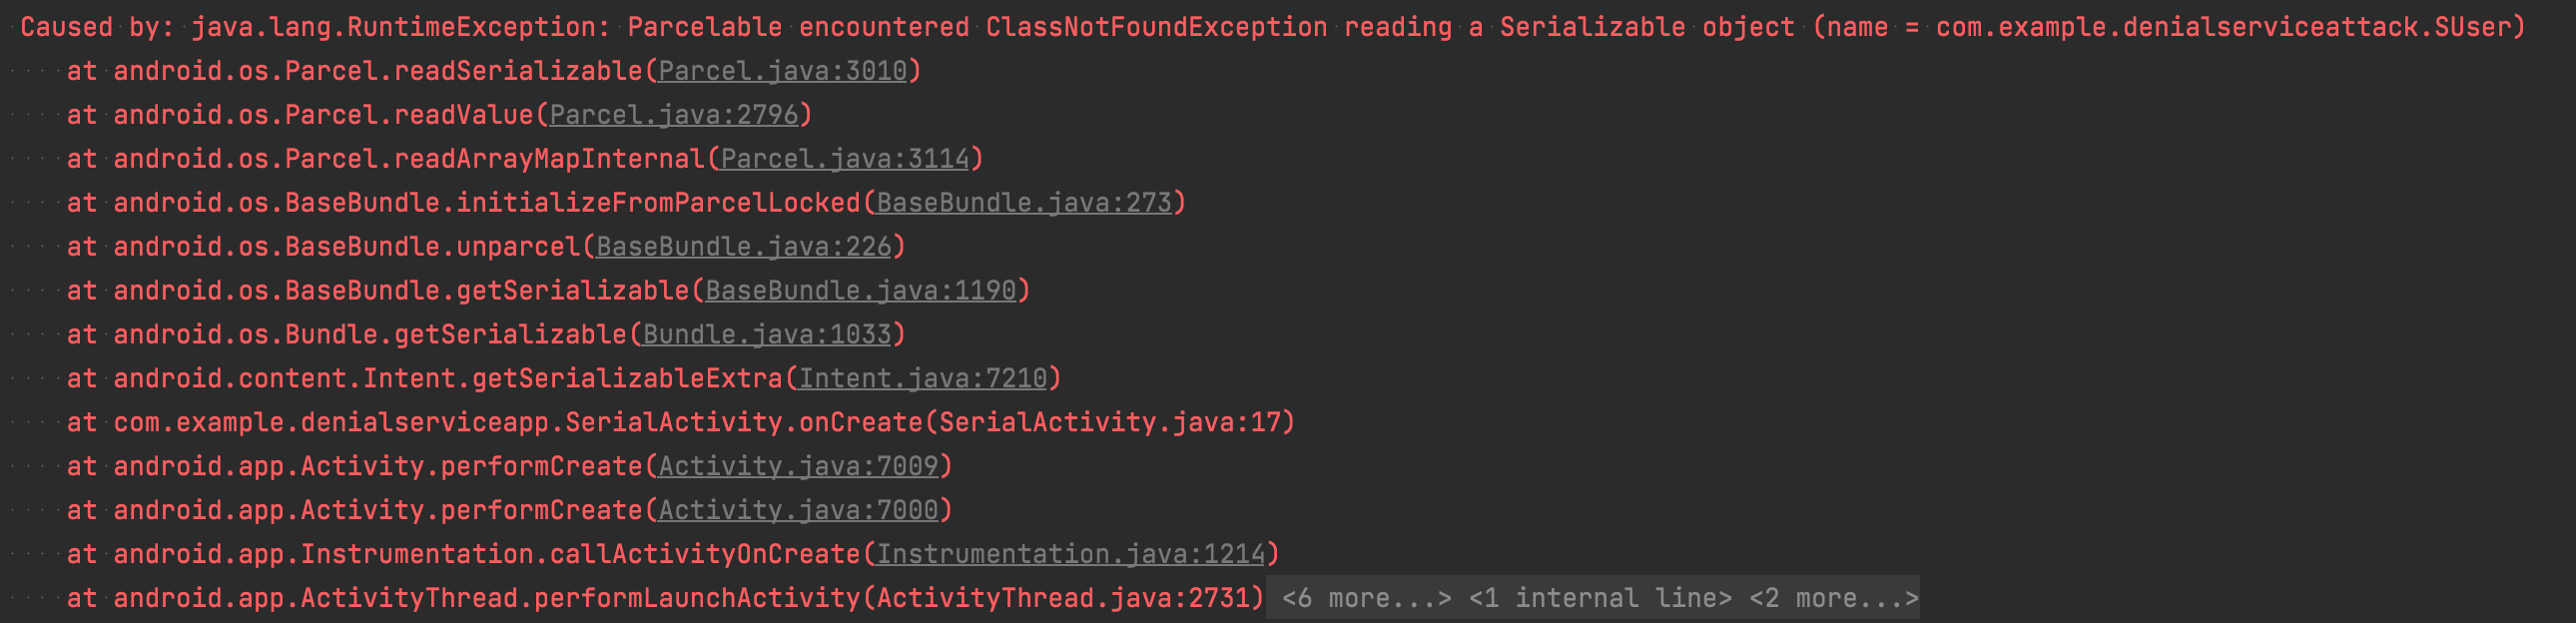 Caused by: java.lang.RuntimeException: Parcelable encountered ClassNotFoundException reading a Serializable object (name = com.example.denialserviceattack.SUser)
at android.os.Parcel.readSerializable(Parcel.java:3010)
at android.os.Parcel.readValue(Parcel.java:2796)
at android.os.Parcel.readArrayMapInternal(Parcel.java:3114)
at android.os.BaseBundle.initializeFromParcelLocked(BaseBundle.java:273)
at android.os.BaseBundle.unparcel(BaseBundle.java:226)
at android.os.BaseBundle.getSerializable(BaseBundle.java:1190)
at android.os.Bundle.getSerializable(Bundle.java:1033)
at android.content.Intent.getSerializableExtra(Intent.java:7210)
at com.example.denialserviceapp.SerialActivity.onCreate(SerialActivity.java:17)
at android.app.Activity.performCreate(Activity.java:7009)
at android.app.Activity.performCreate(Activity.java:7000)
at android.app.Instrumentation.callActivityOnCreate(Instrumentation.java:1214)
at android.app.ActivityThread.performLaunchActivity(ActivityThread.java:2731) <6 more...> <1 internal line> <2 more...>